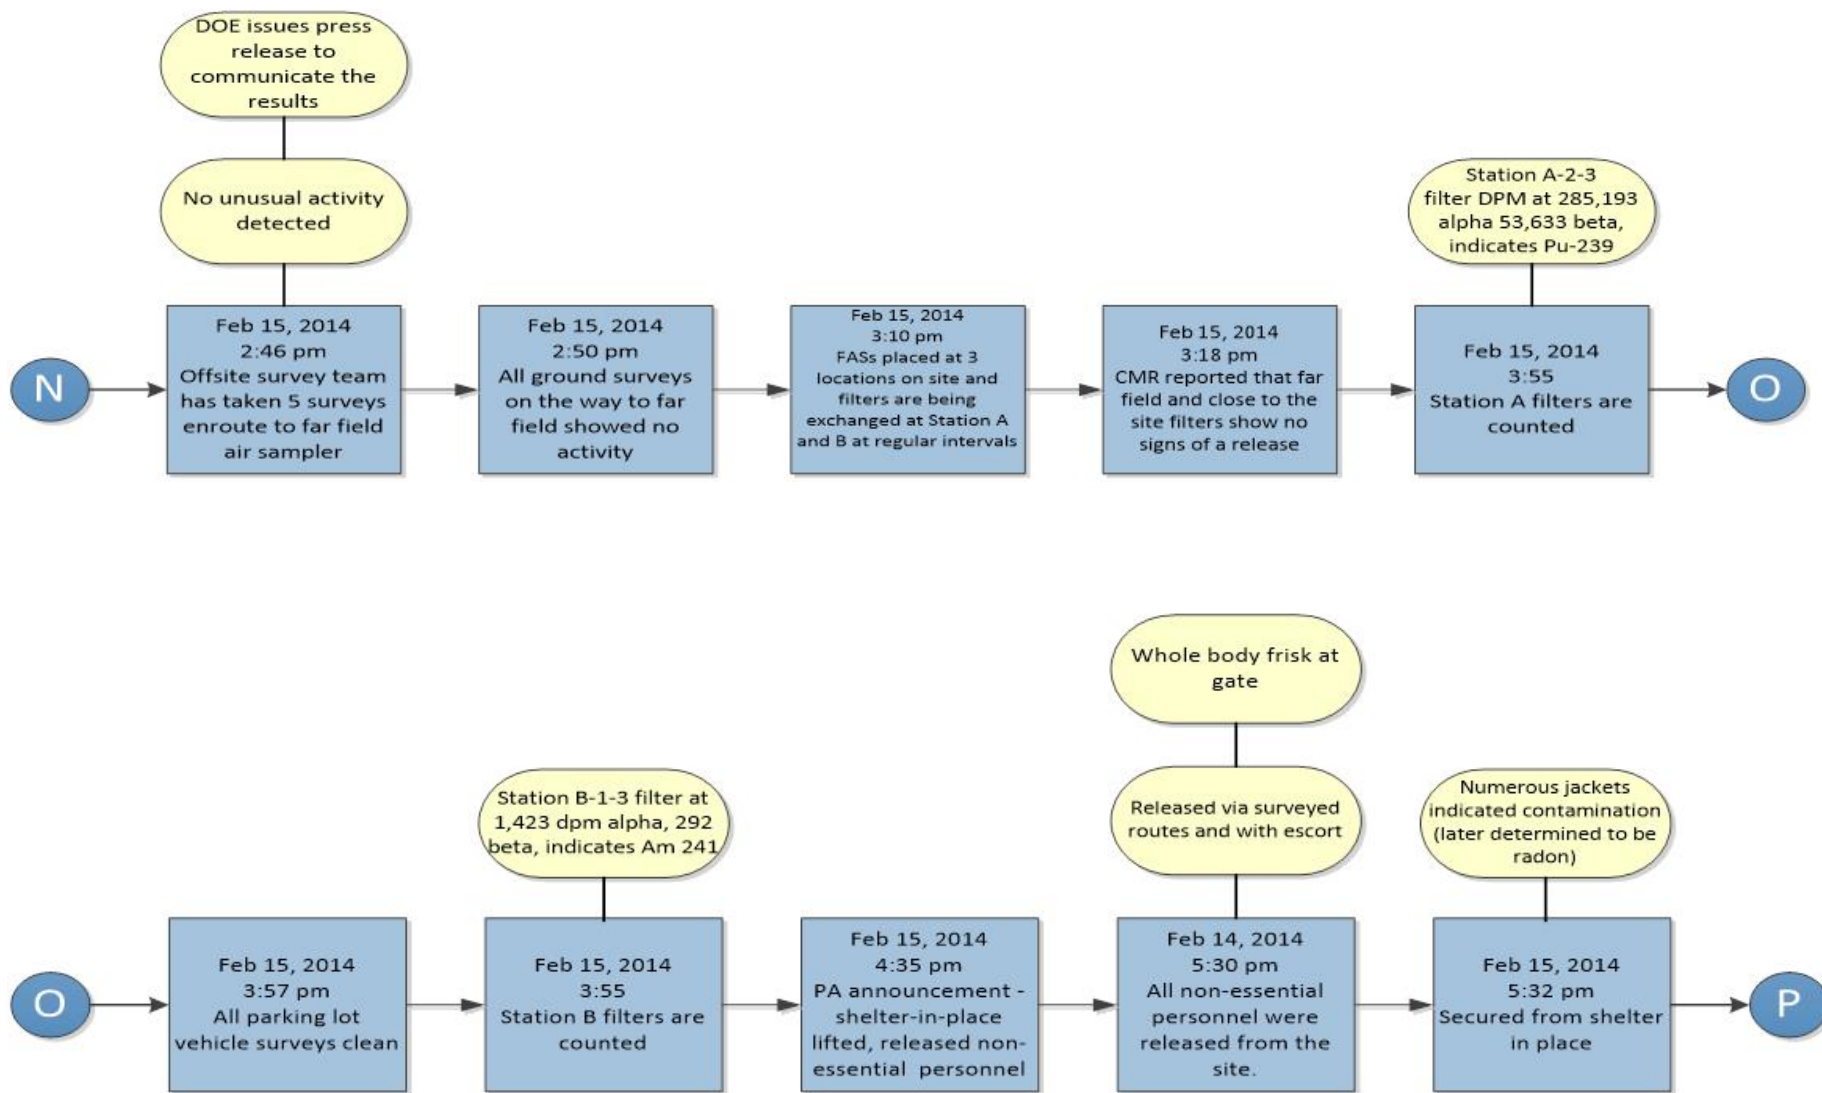 DOE issues press
release to
communicate the
results
No unusual activity
detected
Station A-2-3
filter DPM at 285,193
alpha 53,633 beta,
indicates Pu-239
N
Feb 15, 2014
2:46 pm
Offsite survey team
has taken 5 surveys
enroute to far field
air sampler
Feb 15, 2014
2:50 pm
All ground surveys
on the way to far
field showed no
activity
Feb 15, 2014
3:10 pm
FASs placed at 3
locations on site and
filters are being
exchanged at Station A
and B at regular intervals
Feb 15, 2014
3:18 pm
CMR reported that far
field and close to the
site filters show no
signs of a release
Feb 15, 2014
3:55
Station A filters are
counted
O
Whole body frisk at
gate
Station B-1-3 filter at
1,423 dpm alpha, 292
beta, indicates Am 241
Released via surveyed
routes and with escort
Numerous jackets
indicated contamination
(later determined to be
radon)
O
Feb 15, 2014
3:57 pm
All parking lot
vehicle surveys clean
Feb 15, 2014
3:55
Station B filters are
counted
Feb 15, 2014
4:35 pm
PA announcement -
shelter-in-place
lifted, released non-
essential personnel
Feb 14, 2014
5:30 pm
All non-essential
personnel were
released from the
site.
Feb 15, 2014
5:32 pm
Secured from shelter
in place
P